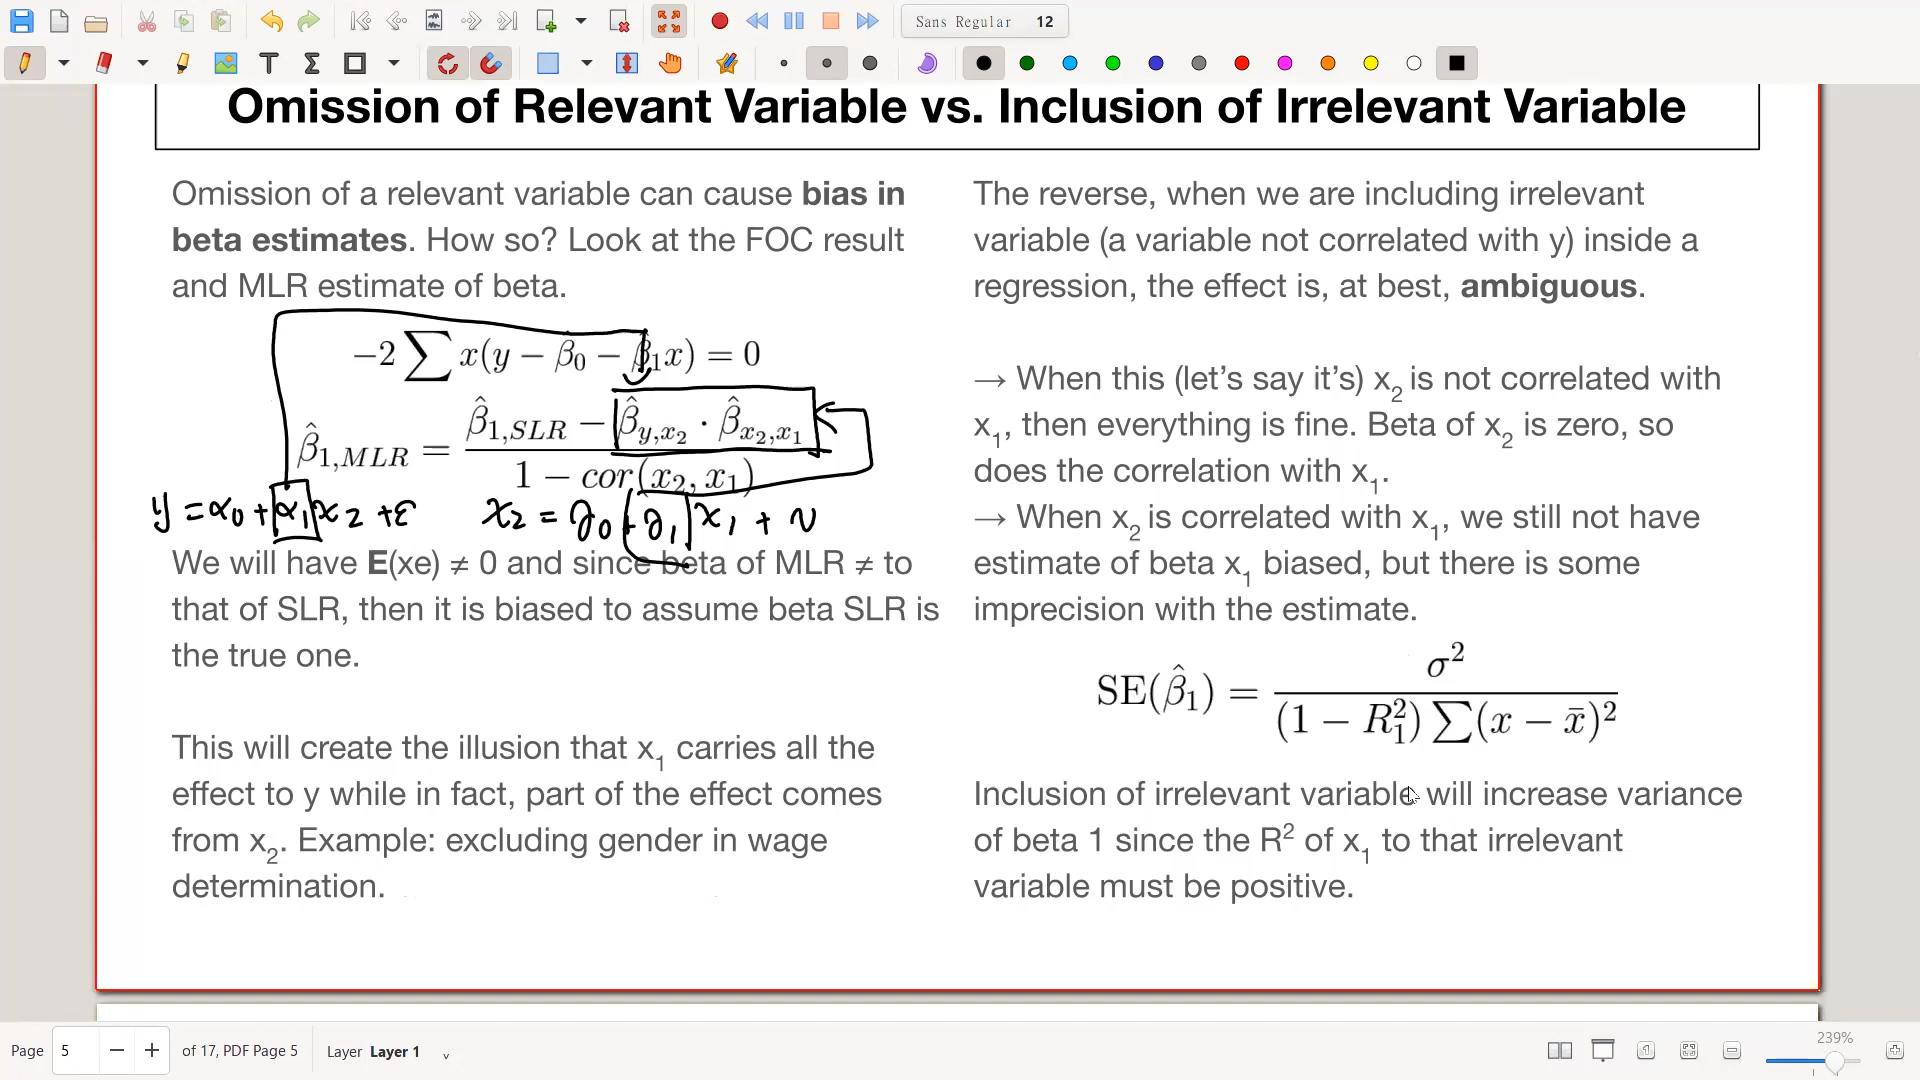 Sans Regular 12
Omission of Relevant Variable vs. Inclusion of Irrelevant Variable
Omission of a relevant variable can cause bias in
beta estimates. How so? Look at the FOC result
and MLR estimate of beta.
−2 ∑ x(y − β̂₀ − β̂₁x) = 0
β̂₁,MLR = (β̂₁,SLR − β̂y,x₂ · β̂x₂,x₁) / (1 − cor(x₂, x₁))
y = α₀ + α₁ x₂ + ε    x₂ = ∂₀ + ∂₁ x₁ + ν
We will have E(xe) ≠ 0 and since beta of MLR ≠ to
that of SLR, then it is biased to assume beta SLR is
the true one.
This will create the illusion that x₁ carries all the
effect to y while in fact, part of the effect comes
from x₂. Example: excluding gender in wage
determination.
The reverse, when we are including irrelevant
variable (a variable not correlated with y) inside a
regression, the effect is, at best, ambiguous.
→ When this (let’s say it’s) x₂ is not correlated with
x₁, then everything is fine. Beta of x₂ is zero, so
does the correlation with x₁.
→ When x₂ is correlated with x₁, we still not have
estimate of beta x₁ biased, but there is some
imprecision with the estimate.
SE(β̂₁) = σ² / ((1 − R₁²) ∑(x − x̄)²)
Inclusion of irrelevant variable will increase variance
of beta 1 since the R² of x₁ to that irrelevant
variable must be positive.
Page 5 of 17, PDF Page 5 Layer Layer 1 239%